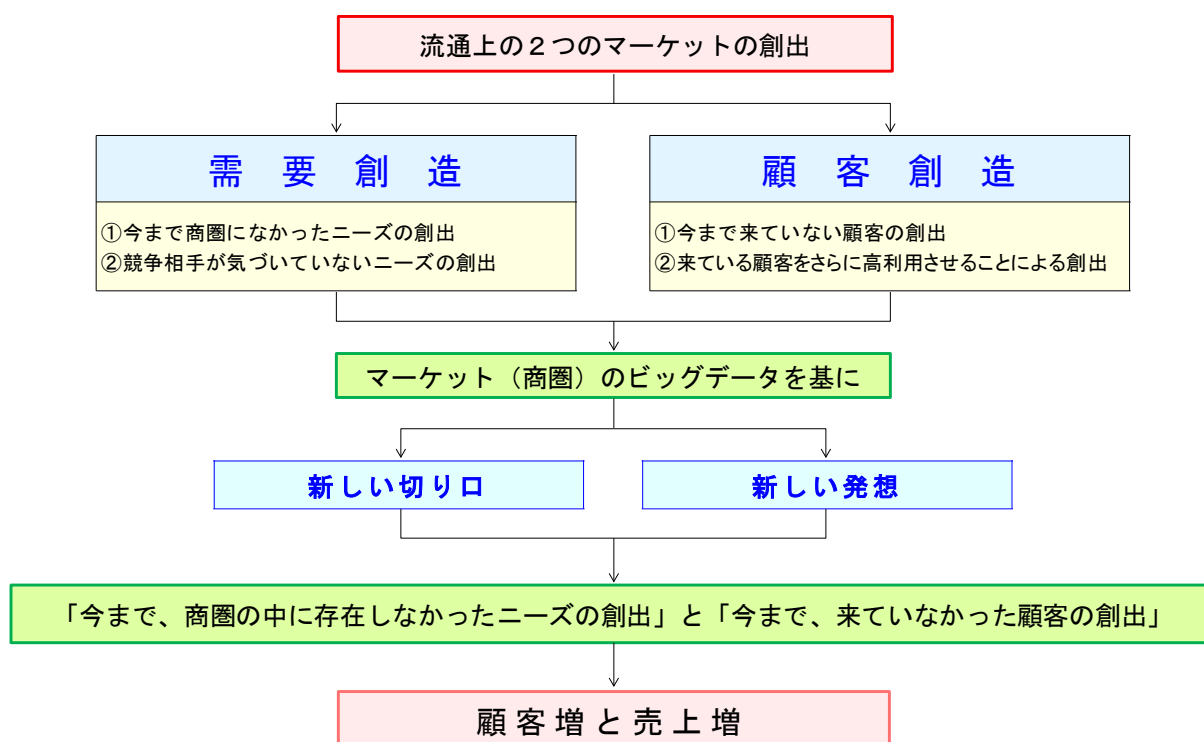 流通上の２つのマーケットの創出
需要創造
①今まで商圏になかったニーズの創出
②競争相手が気づいていないニーズの創出
顧客創造
①今まで来ていない顧客の創出
②来ている顧客をさらに高利用させることによる創出
マーケット（商圏）のビッグデータを基に
新しい切り口
新しい発想
「今まで、商圏の中に存在しなかったニーズの創出」と「今まで、来ていなかった顧客の創出」
顧客増と売上増